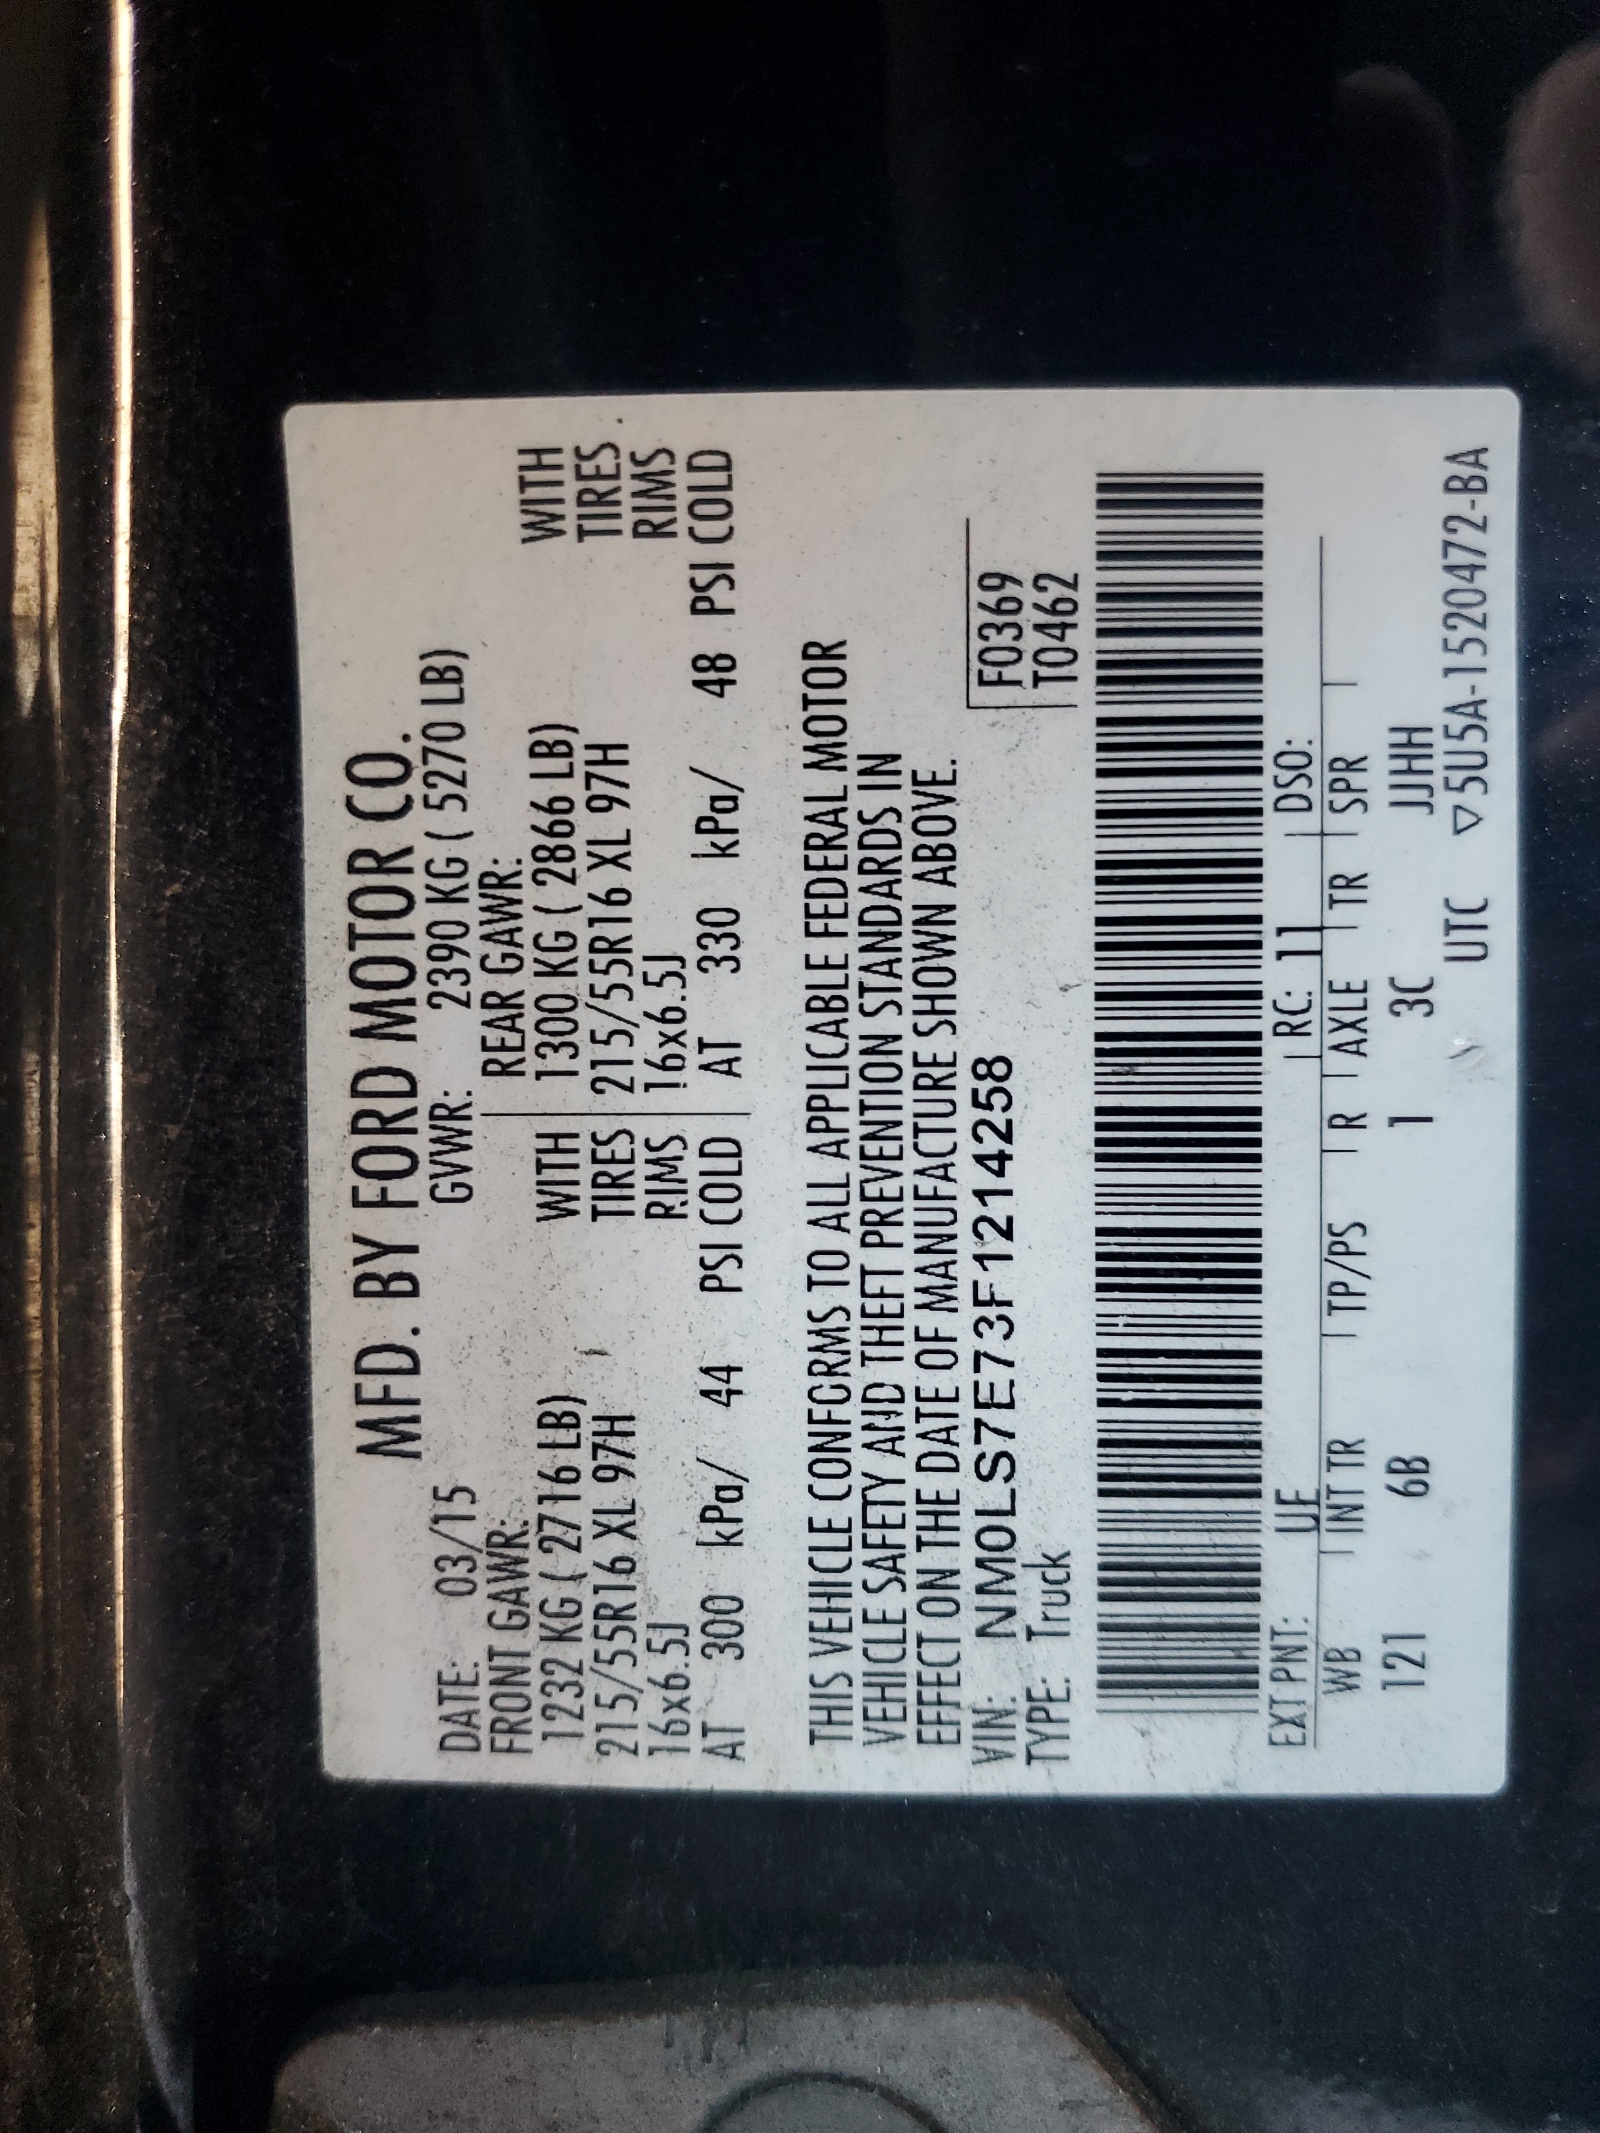 MFD. BY FORD MOTOR CO.
DATE: 03/15 GVWR: 2390 KG ( 5270 LB)
FRONT GAWR: REAR GAWR:
1232 KG ( 2716 LB) WITH 1300 KG ( 2866 LB) WITH
215/55R16 XL 97H TIRES 215/55R16 XL 97H TIRES
16x6.5J RIMS 16x6.5J RIMS
AT 300 kPa/ 44 PSI COLD AT 330 kPa/ 48 PSI COLD
THIS VEHICLE CONFORMS TO ALL APPLICABLE FEDERAL MOTOR
VEHICLE SAFETY AND THEFT PREVENTION STANDARDS IN
EFFECT ON THE DATE OF MANUFACTURE SHOWN ABOVE.
VIN: NM0LS7E73F1214258 F0369
TYPE: Truck T0462
EXT PNT: UF RC: 11 DSO:
WB INT TR TP/PS R AXLE TR SPR
121 6B 1 3C JJHH
UTC ▽5U5A-1520472-BA